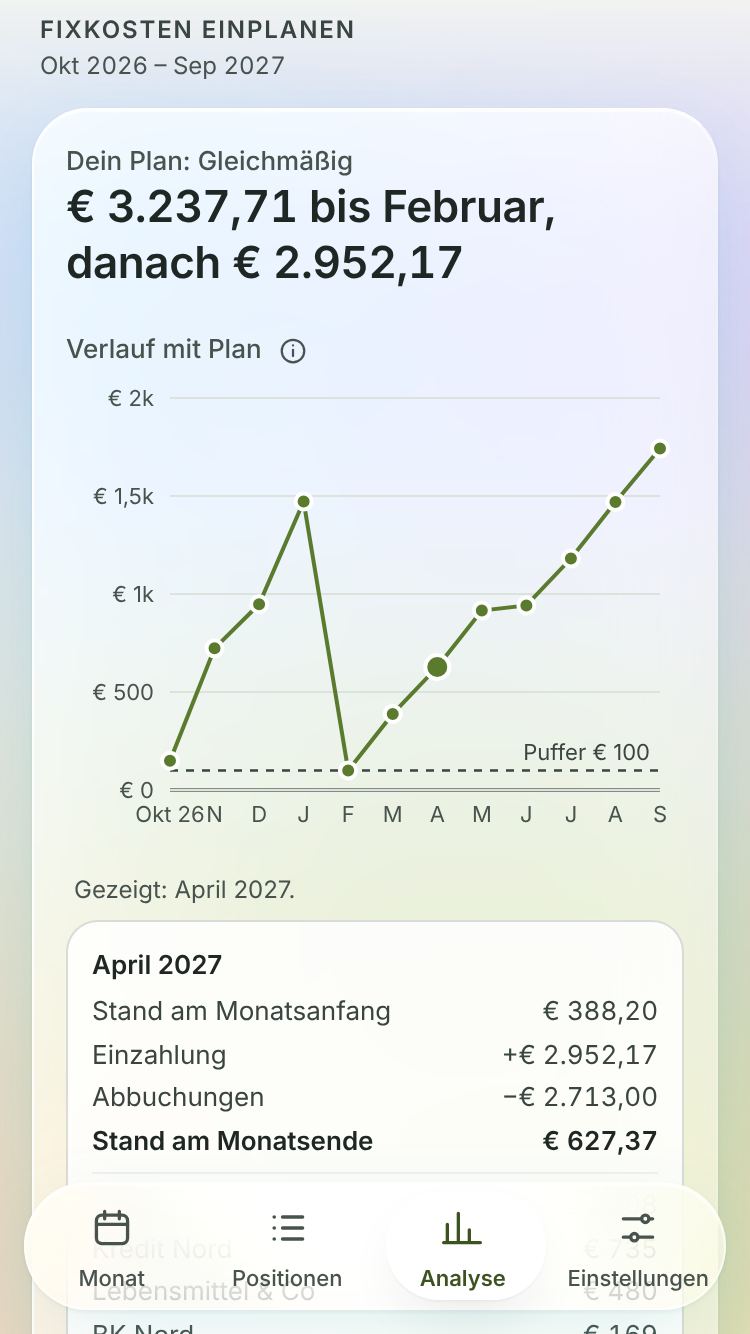 FIXKOSTEN EINPLANEN
Okt 2026 – Sep 2027
Dein Plan: Gleichmäßig
€ 3.237,71 bis Februar,
danach € 2.952,17
Verlauf mit Plan
€ 2k
€ 1,5k
€ 1k
€ 500
Puffer € 100
€ 0
Okt 26 N D J F M A M J J A S
Gezeigt: April 2027.
April 2027
Stand am Monatsanfang € 388,20
Einzahlung +€ 2.952,17
Abbuchungen −€ 2.713,00
Stand am Monatsende € 627,37
Kredit Nord € 735
Monat Positionen Analyse Einstellungen
Lebensmittel & Co € 480